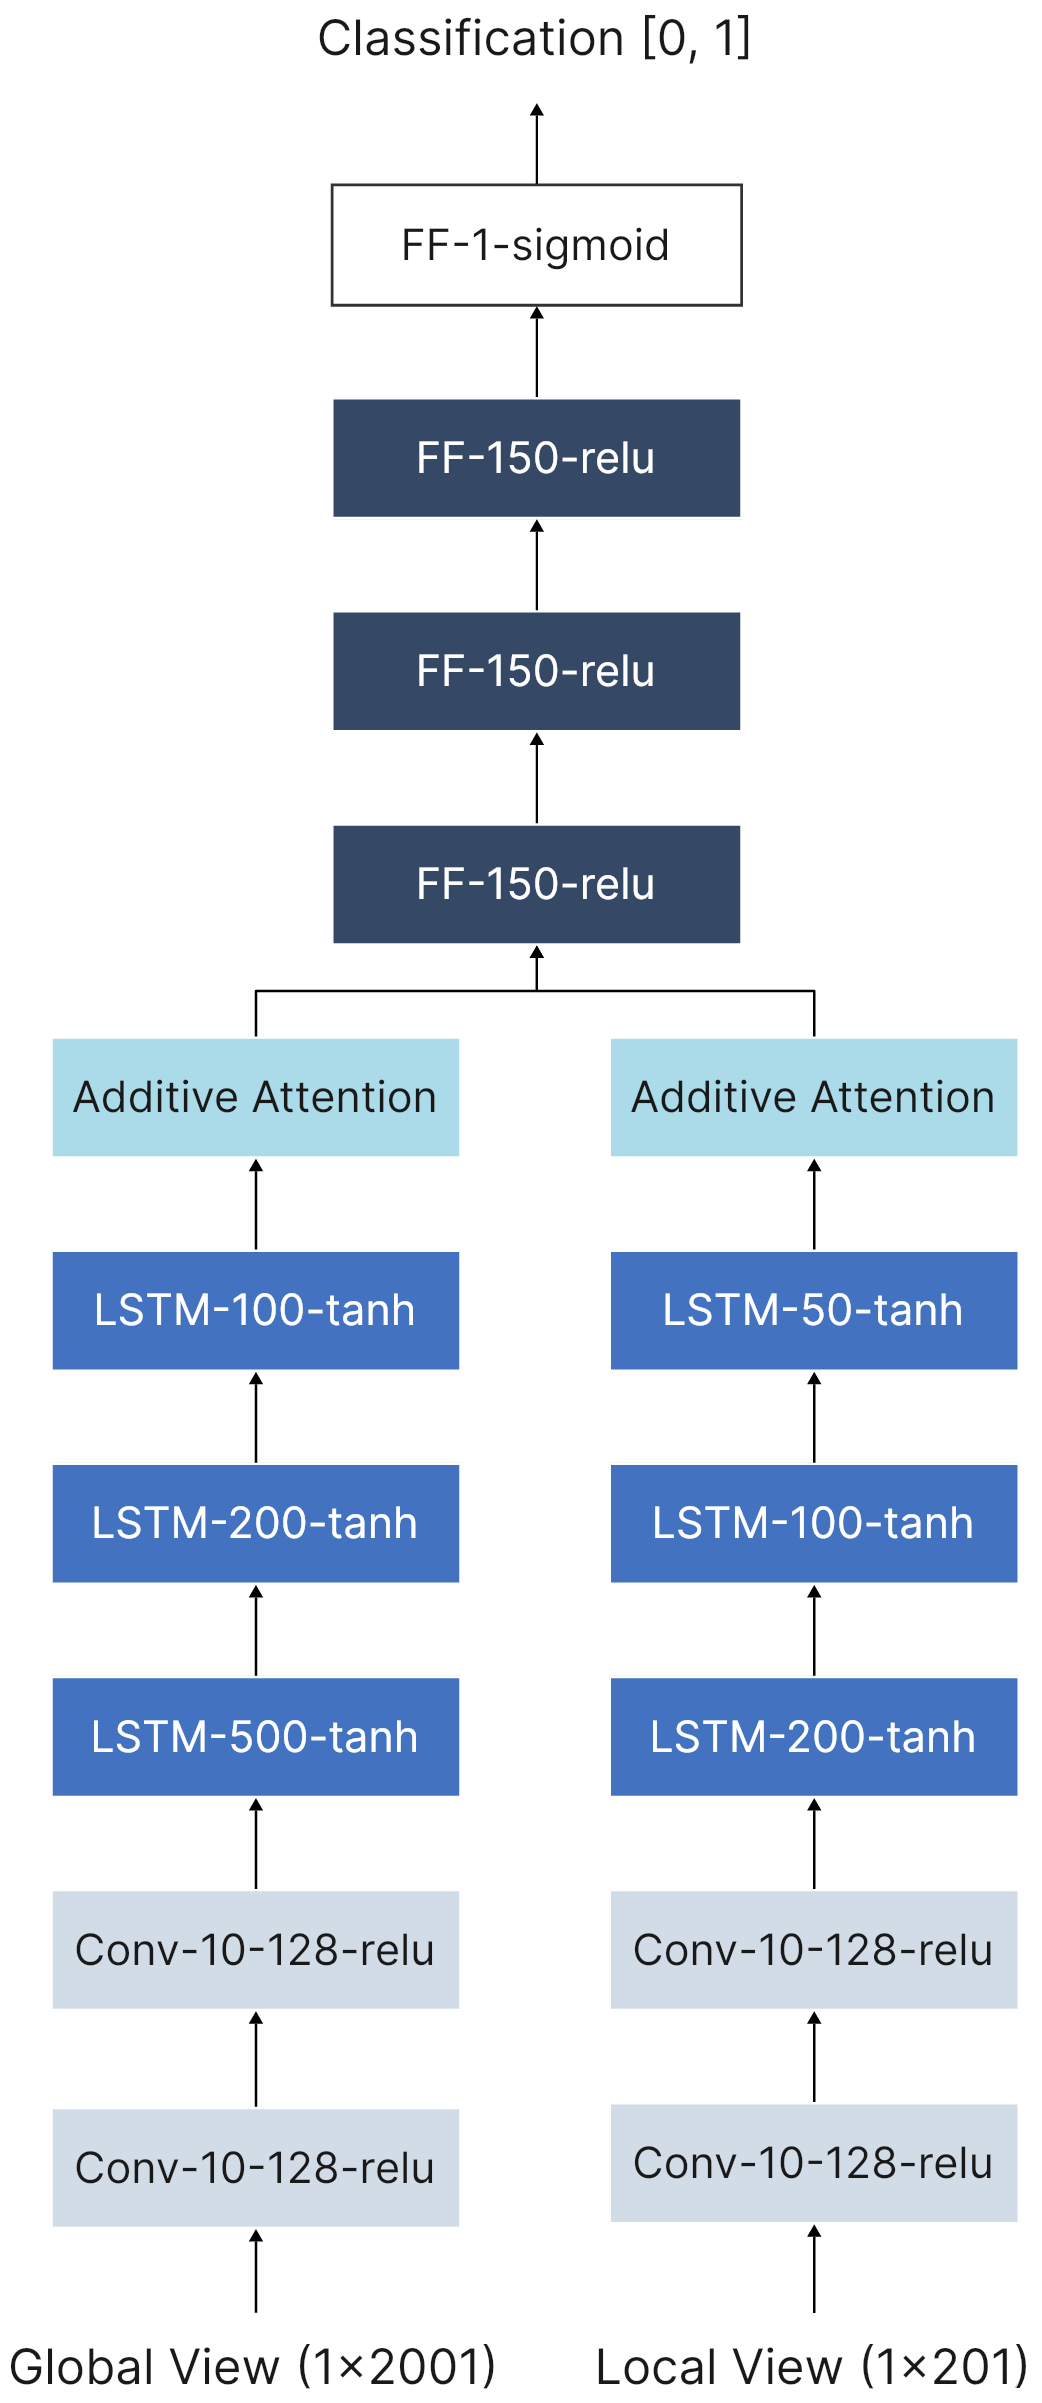 Classification [0, 1]
FF-1-sigmoid
FF-150-relu
FF-150-relu
FF-150-relu
Additive Attention
Additive Attention
LSTM-100-tanh
LSTM-50-tanh
LSTM-200-tanh
LSTM-100-tanh
LSTM-500-tanh
LSTM-200-tanh
Conv-10-128-relu
Conv-10-128-relu
Conv-10-128-relu
Conv-10-128-relu
Global View (1×2001)
Local View (1×201)